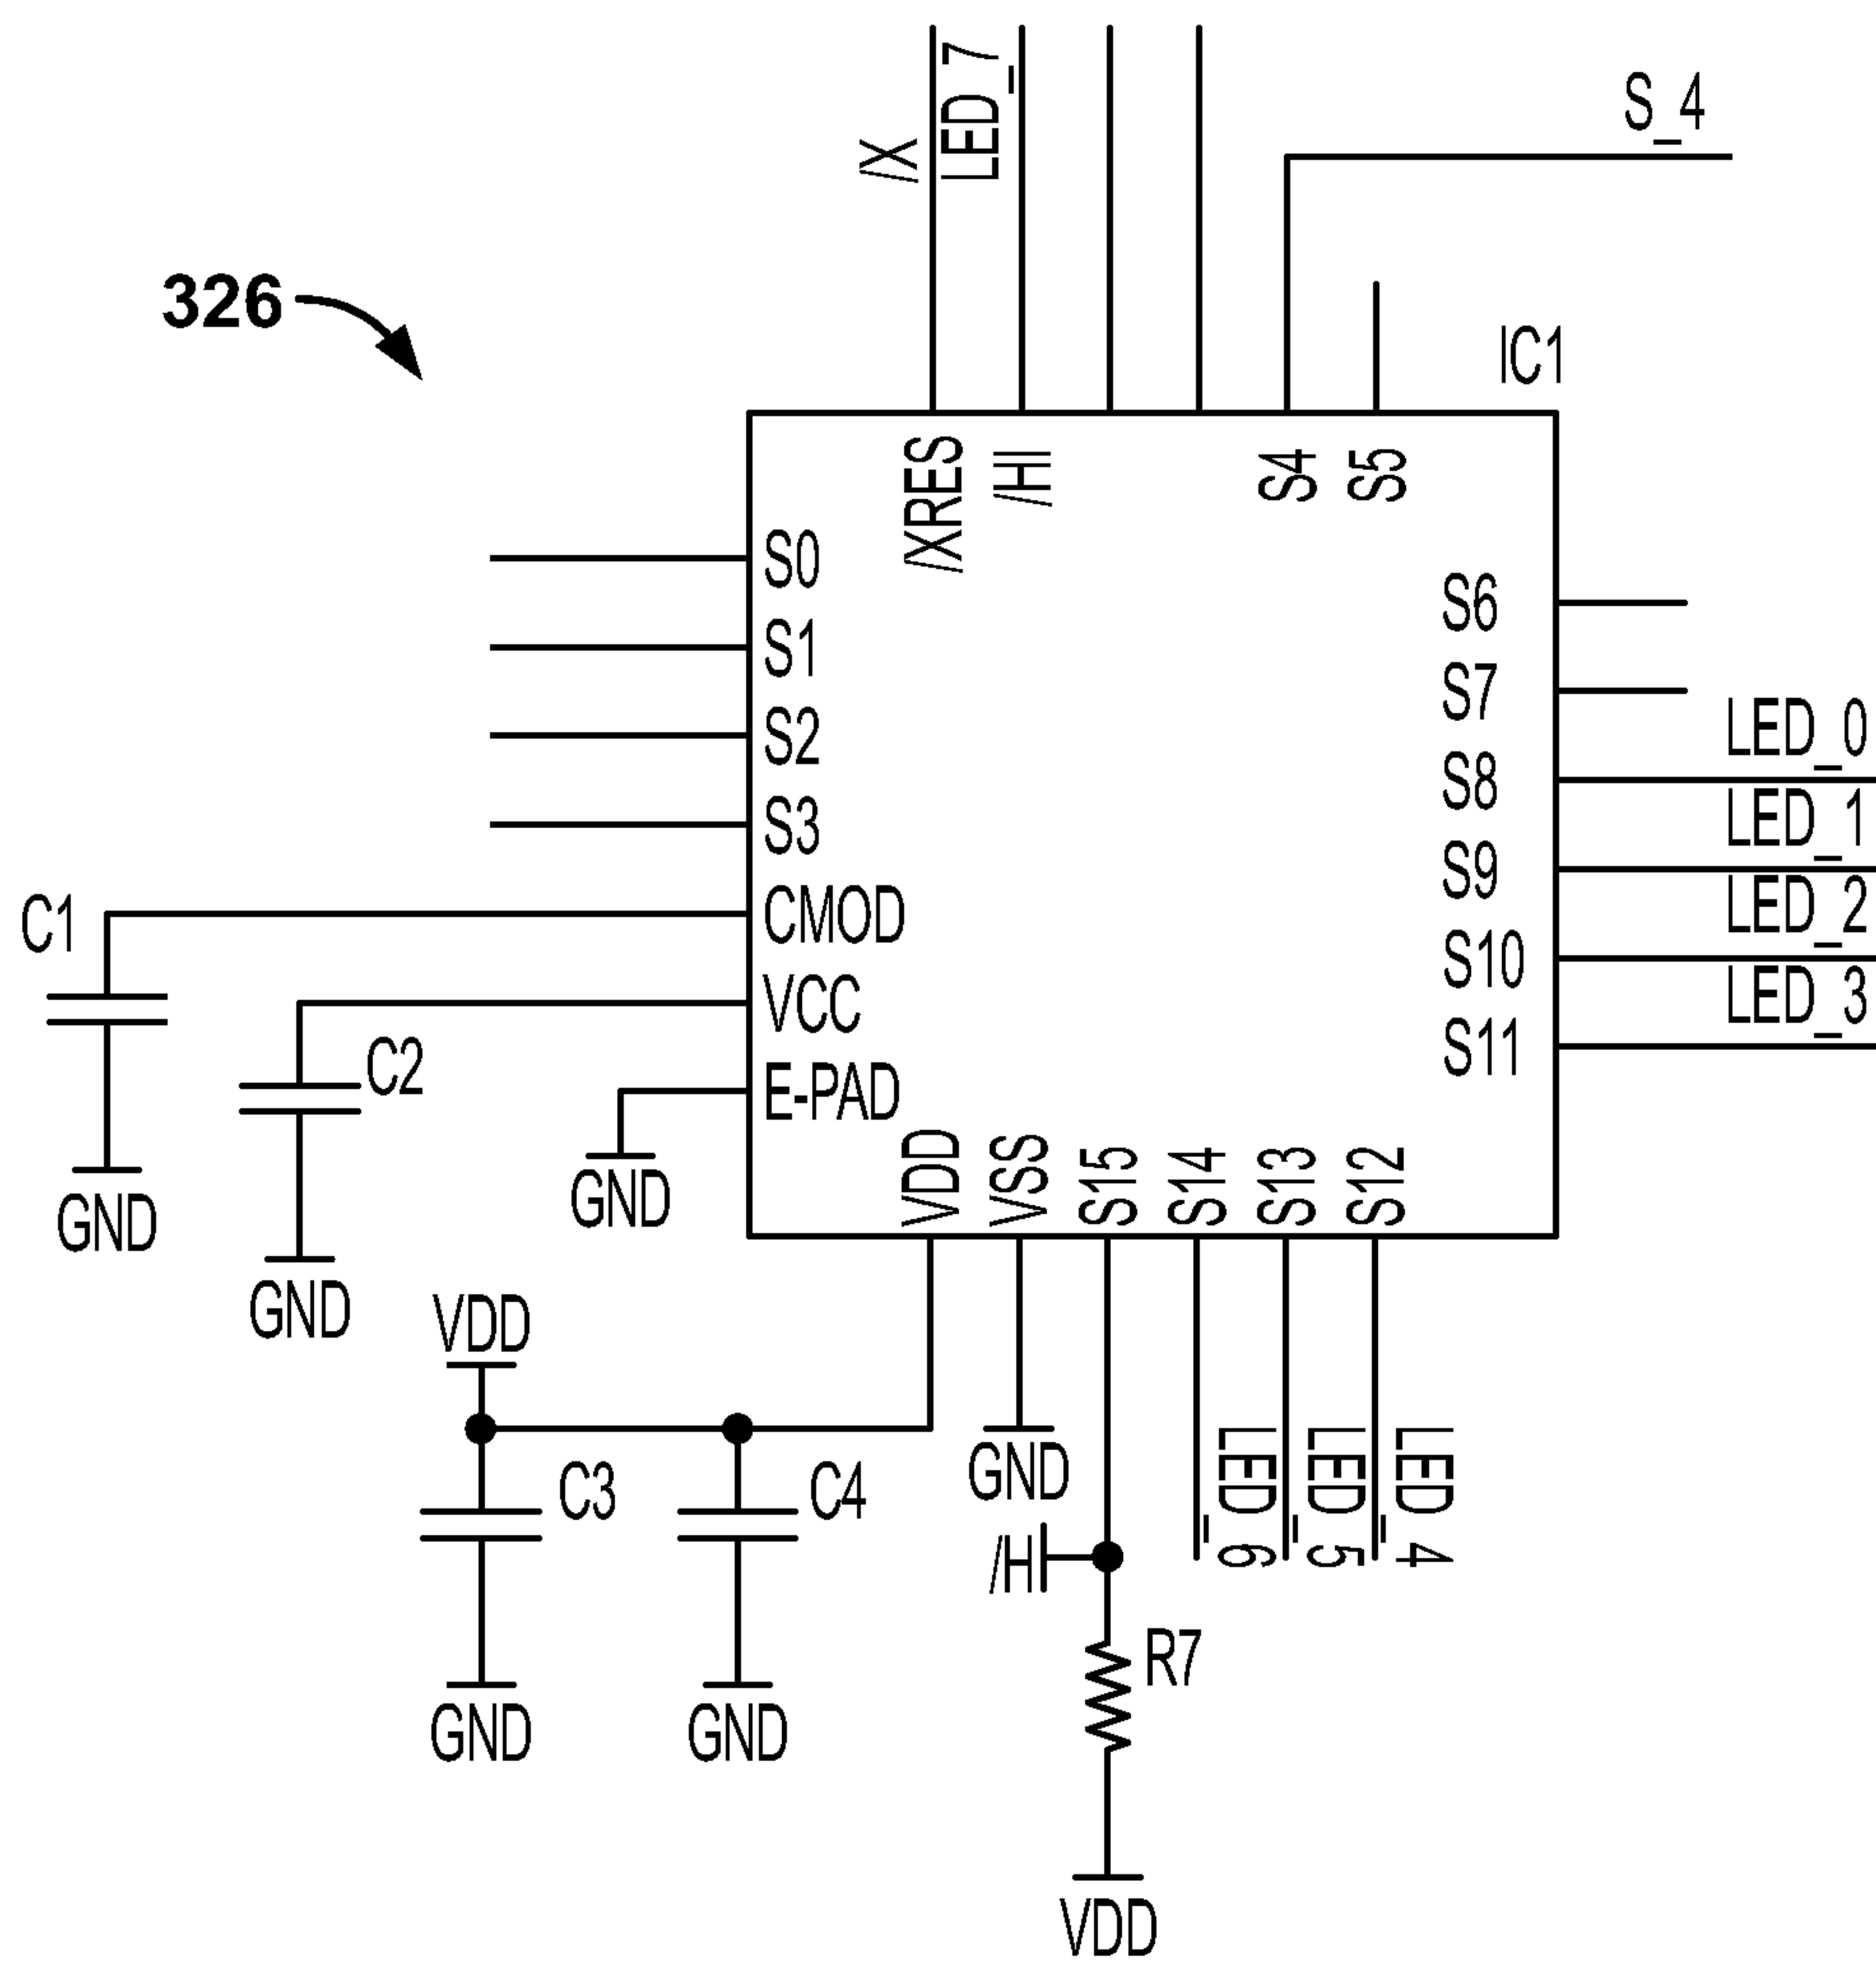 /X
LED_7
S_4
326
IC1
/XRES
/HI
S4
S5
S0
S1
S2
S3
CMOD
VCC
E-PAD
S6
S7
S8
S9
S10
S11
LED_0
LED_1
LED_2
LED_3
C1
C2
GND
GND
GND
VDD
VSS
S15
S14
S13
S12
VDD
C3
C4
GND
LED_6
LED_5
LED_4
/H
R7
GND
GND
VDD